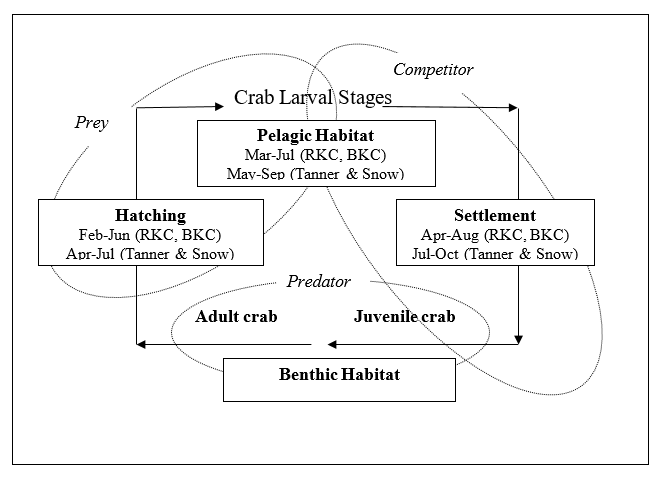 Competitor
Crab Larval Stages
Prey
Pelagic Habitat
Mar-Jul (RKC, BKC)
May-Sep (Tanner & Snow)
Hatching
Feb-Jun (RKC, BKC)
Apr-Jul (Tanner & Snow)
Settlement
Apr-Aug (RKC, BKC)
Jul-Oct (Tanner & Snow)
Predator
Adult crab
Juvenile crab
Benthic Habitat